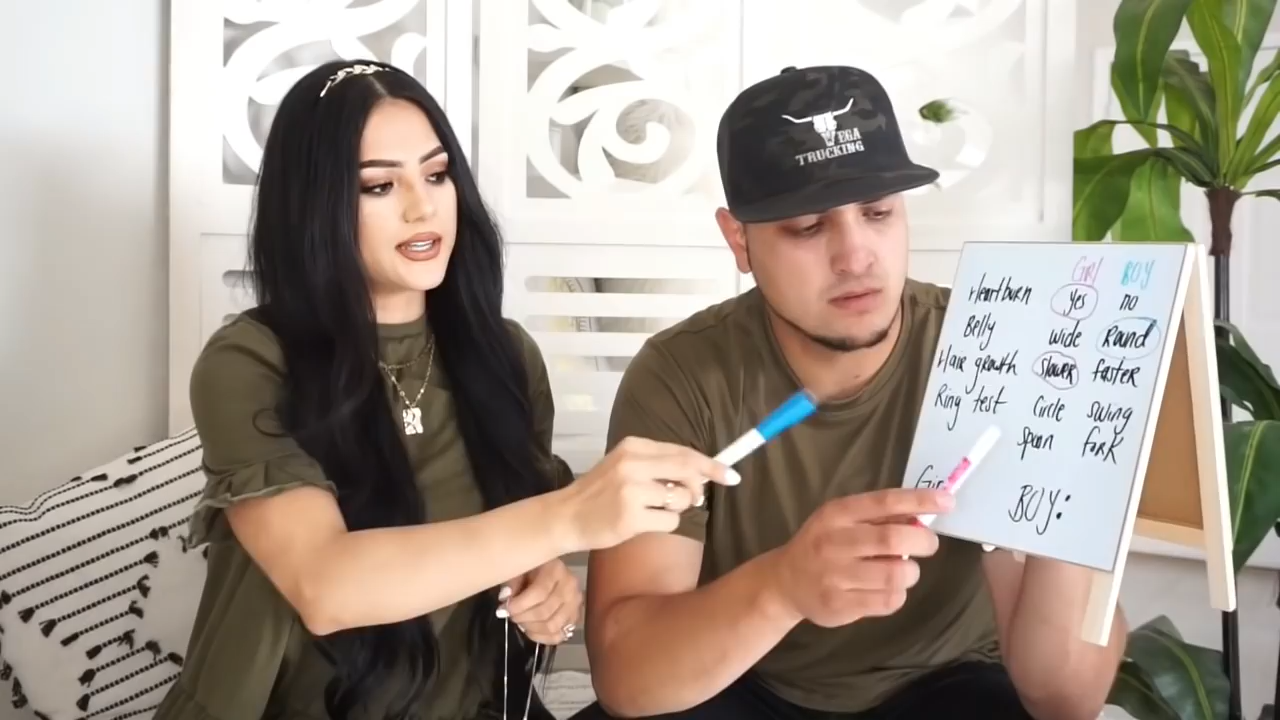 EGA
TRUCKING
GIRL BOY
Heartburn yes no
Belly wide Round
Hair growth slower faster
Ring test Circle swing
spoon fork
BOY: